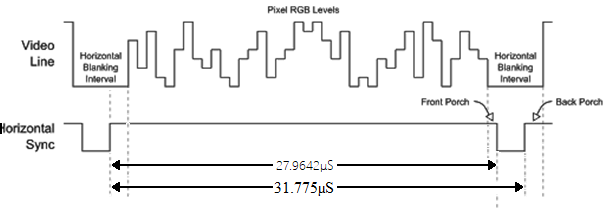 Pixel RGB Levels
Video
Line
Horizontal
Blanking
Interval
Horizontal
Blanking
Interval
Front Porch
Back Porch
Horizontal
Sync
27.9642µS
31.775µS